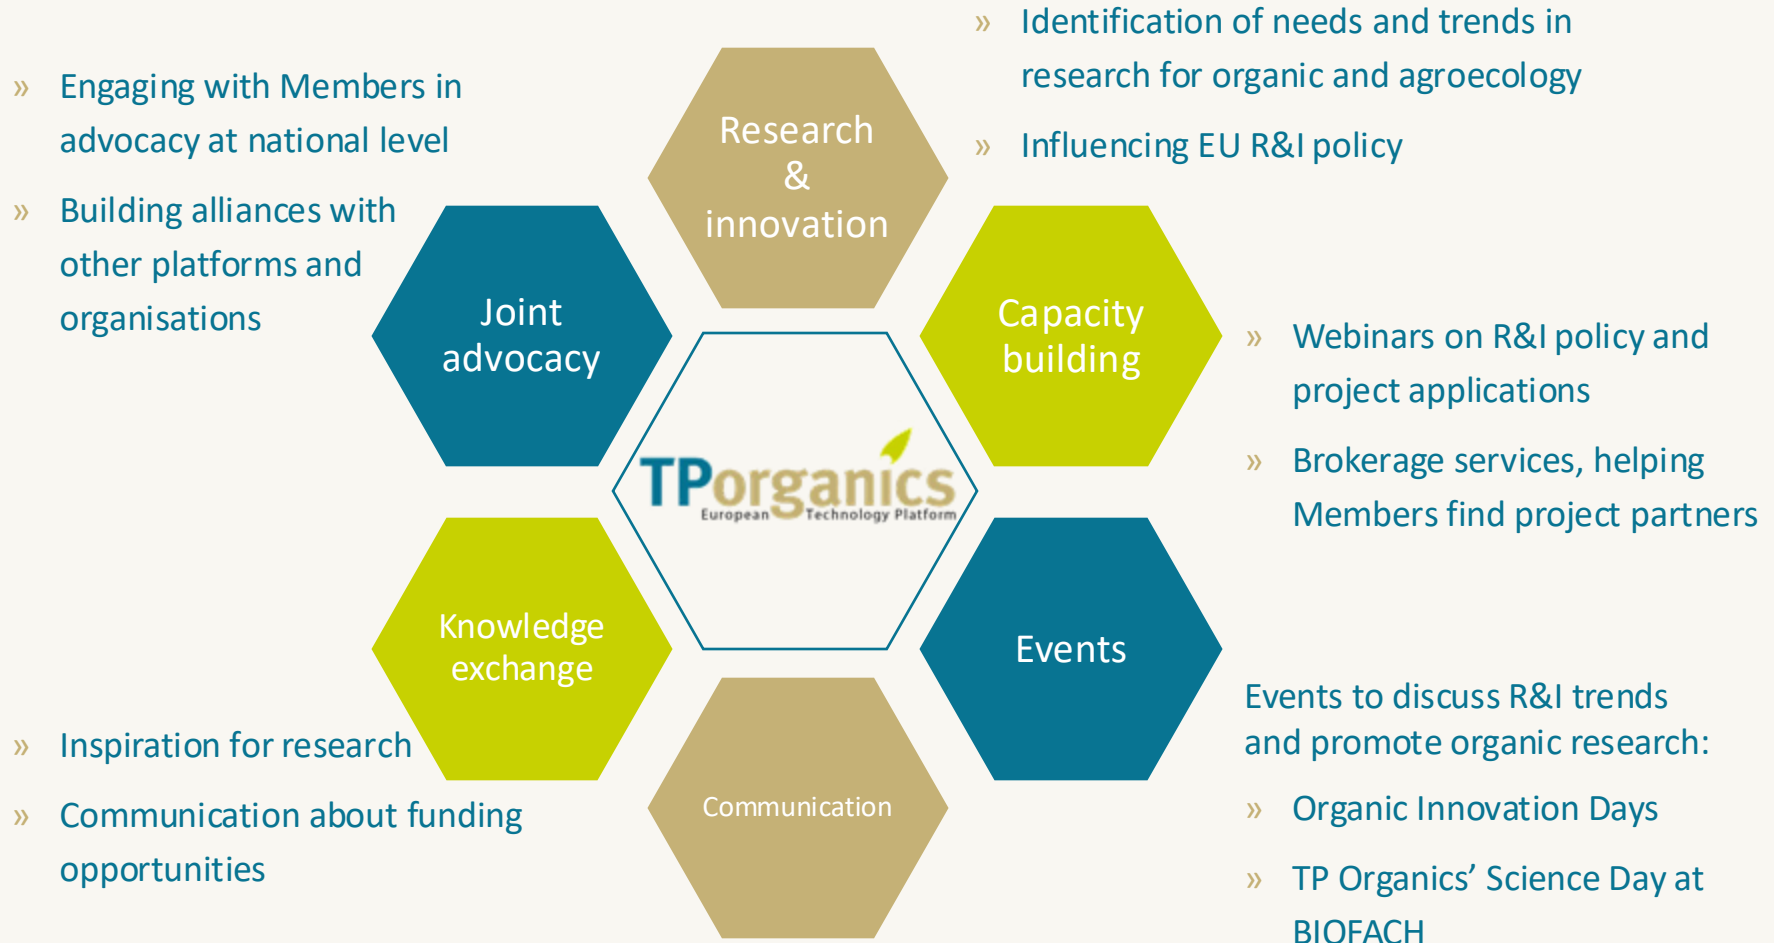 » Engaging with Members in
advocacy at national level
» Building alliances with
other platforms and
organisations
Research
&
innovation
» Identification of needs and trends in
research for organic and agroecology
» Influencing EU R&I policy
Joint
advocacy
Capacity
building
» Webinars on R&I policy and
project applications
» Brokerage services, helping
Members find project partners
TPorganics
European Technology Platform
Knowledge
exchange
» Inspiration for research
» Communication about funding
opportunities
Communication
Events
Events to discuss R&I trends
and promote organic research:
» Organic Innovation Days
» TP Organics’ Science Day at
BIOFACH